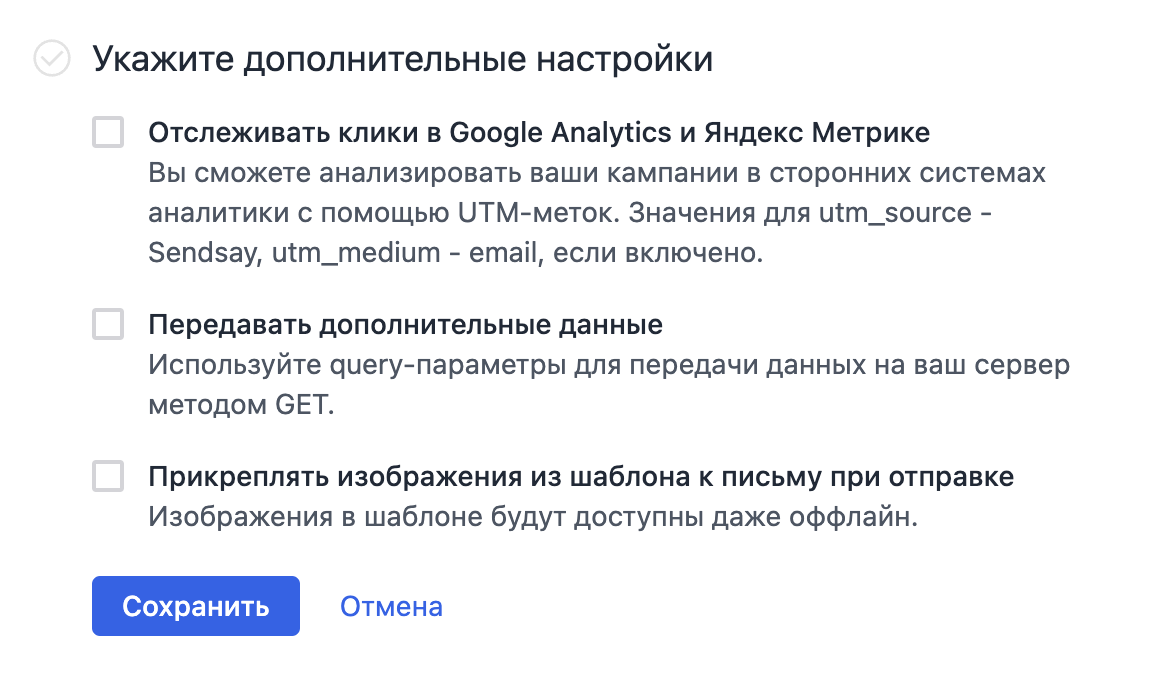 Укажите дополнительные настройки
Отслеживать клики в Google Analytics и Яндекс Метрике
Вы сможете анализировать ваши кампании в сторонних системах
аналитики с помощью UTM-меток. Значения для utm_source -
Sendsay, utm_medium - email, если включено.
Передавать дополнительные данные
Используйте query-параметры для передачи данных на ваш сервер
методом GET.
Прикреплять изображения из шаблона к письму при отправке
Изображения в шаблоне будут доступны даже оффлайн.
Сохранить Отмена